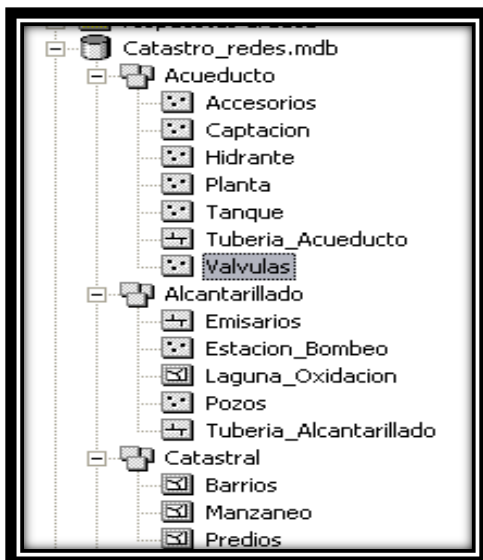 Catastro_redes.mdb
Acueducto
Accesorios
Captacion
Hidrante
Planta
Tanque
Tuberia_Acueducto
Valvulas
Alcantarillado
Emisarios
Estacion_Bombeo
Laguna_Oxidacion
Pozos
Tuberia_Alcantarillado
Catastral
Barrios
Manzaneo
Predios